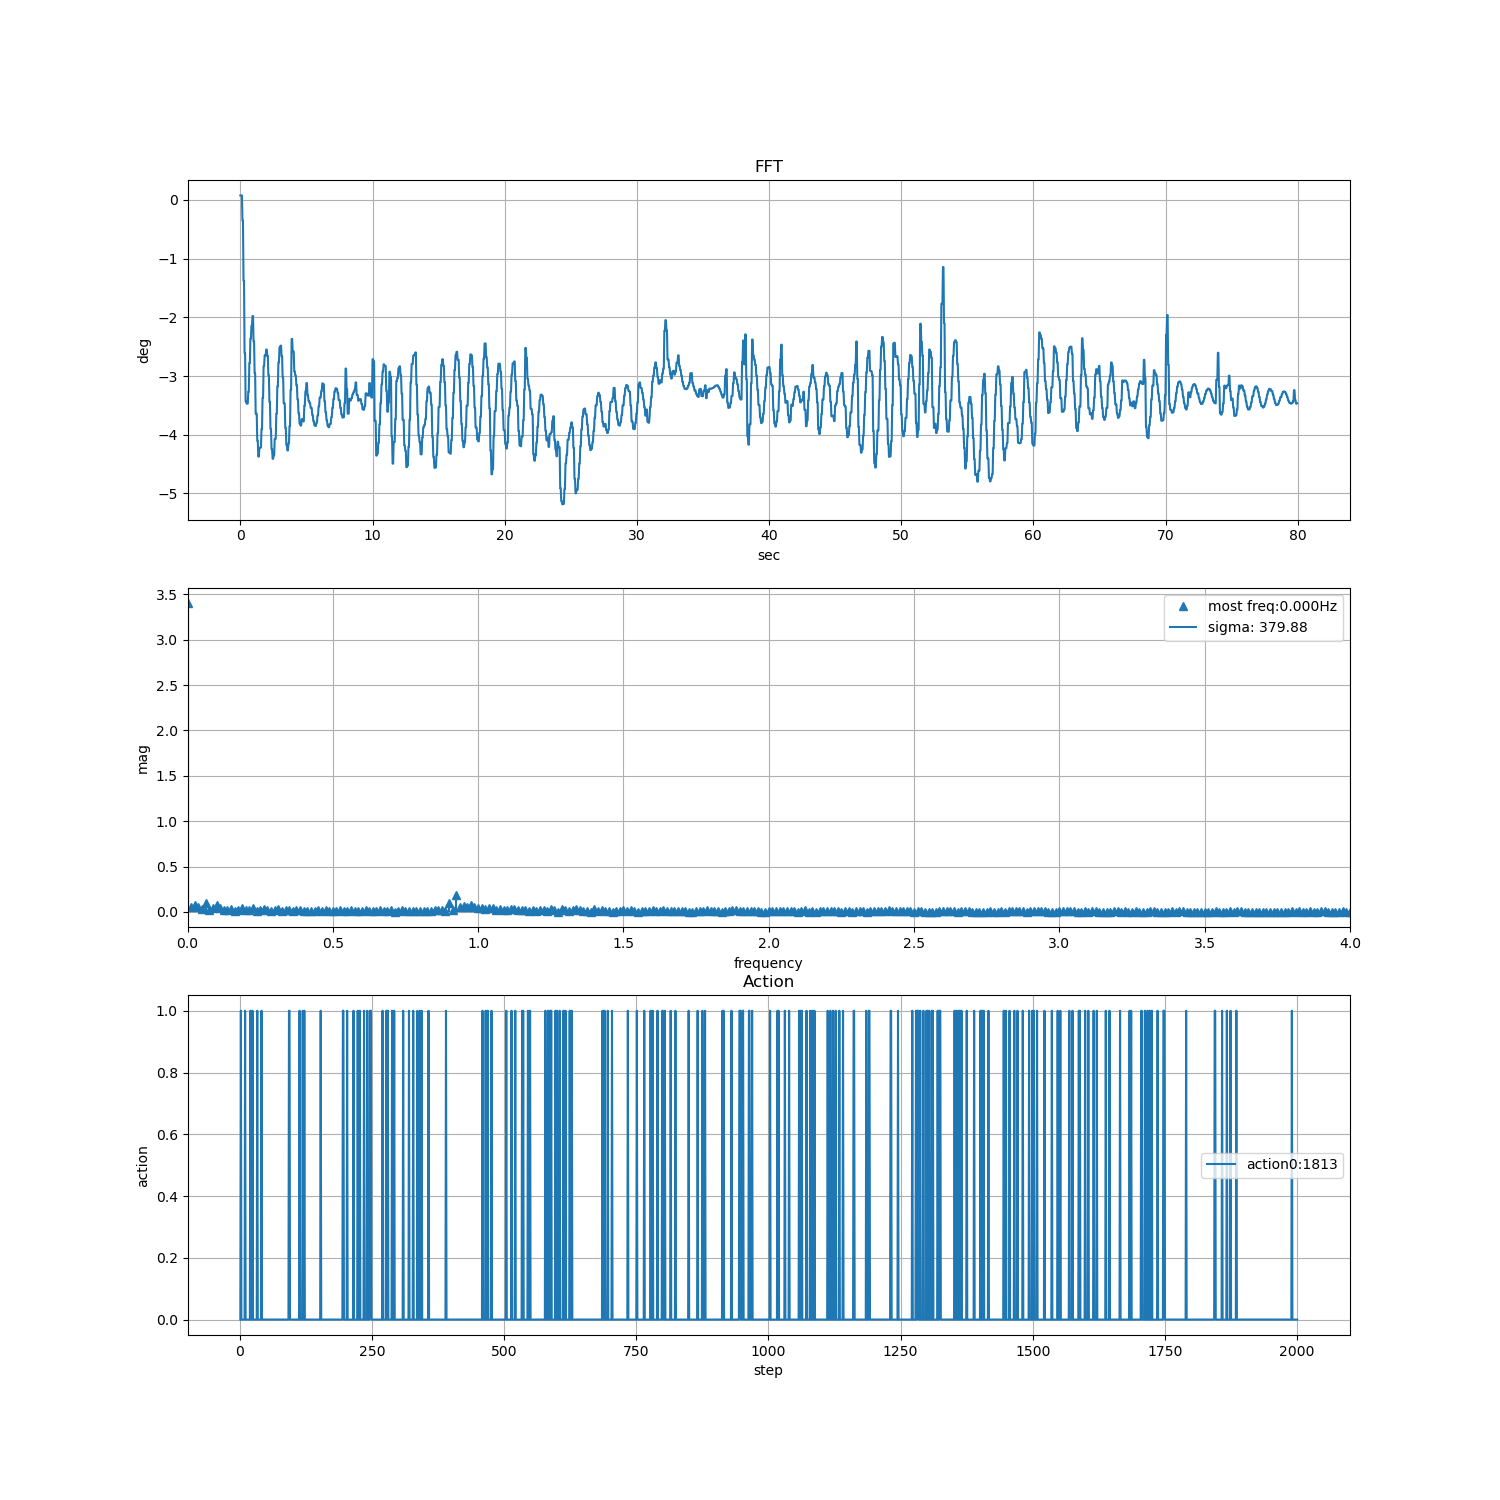 FFT
0
−1
−2
−3
−4
−5
deg
0 10 20 30 40 50 60 70 80
sec
3.5
3.0
2.5
2.0
1.5
1.0
0.5
0.0
mag
most freq:0.000Hz
sigma: 379.88
0.0 0.5 1.0 1.5 2.0 2.5 3.0 3.5 4.0
frequency
Action
1.0
0.8
0.6
0.4
0.2
0.0
action
action0:1813
0 250 500 750 1000 1250 1500 1750 2000
step